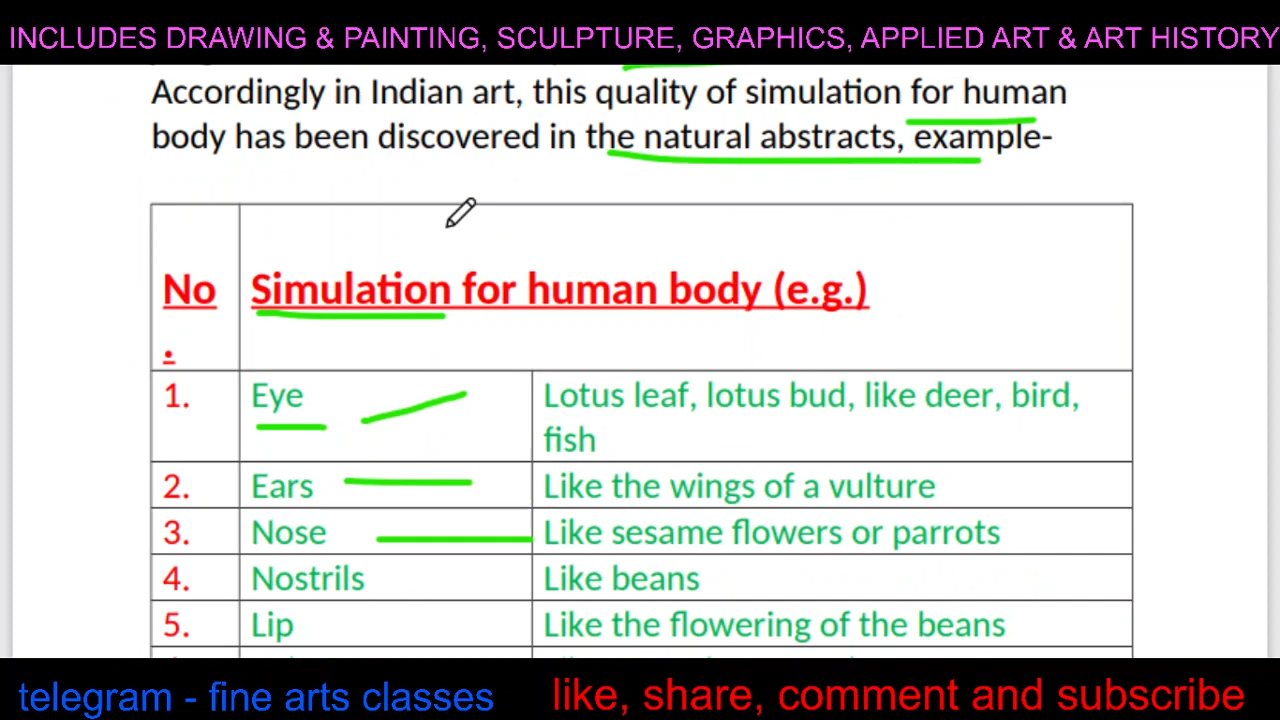 INCLUDES DRAWING & PAINTING, SCULPTURE, GRAPHICS, APPLIED ART & ART HISTORY
Accordingly in Indian art, this quality of simulation for human
body has been discovered in the natural abstracts, example-
No
.
Simulation for human body (e.g.)
1. Eye Lotus leaf, lotus bud, like deer, bird,
fish
2. Ears Like the wings of a vulture
3. Nose Like sesame flowers or parrots
4. Nostrils Like beans
5. Lip Like the flowering of the beans
telegram - fine arts classes like, share, comment and subscribe